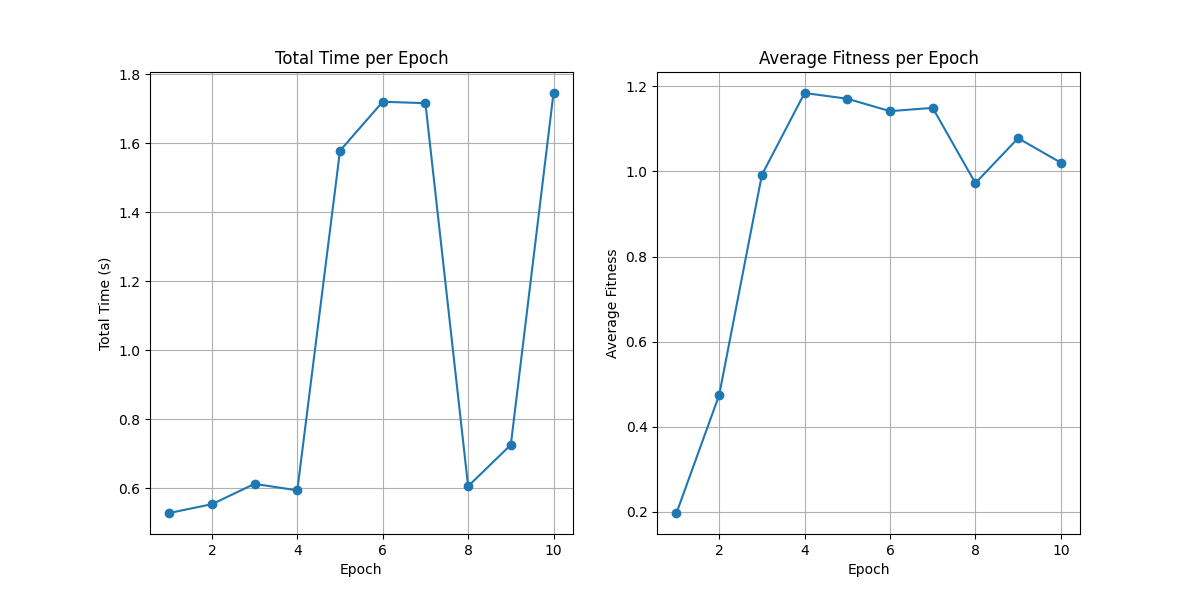 Total Time per Epoch
1.8
1.6
1.4
1.2
1.0
0.8
0.6
Total Time (s)
2 4 6 8 10
Epoch
Average Fitness per Epoch
1.2
1.0
0.8
0.6
0.4
0.2
Average Fitness
2 4 6 8 10
Epoch